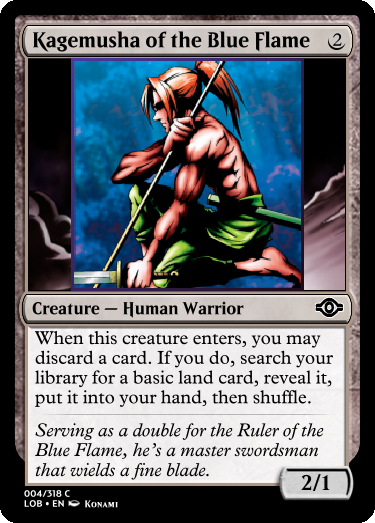 Kagemusha of the Blue Flame 2
Creature — Human Warrior
When this creature enters, you may
discard a card. If you do, search your
library for a basic land card, reveal it,
put it into your hand, then shuffle.
Serving as a double for the Ruler of the
Blue Flame, he's a master swordsman
that wields a fine blade.
2/1
004/318 C
LOB • EN Konami